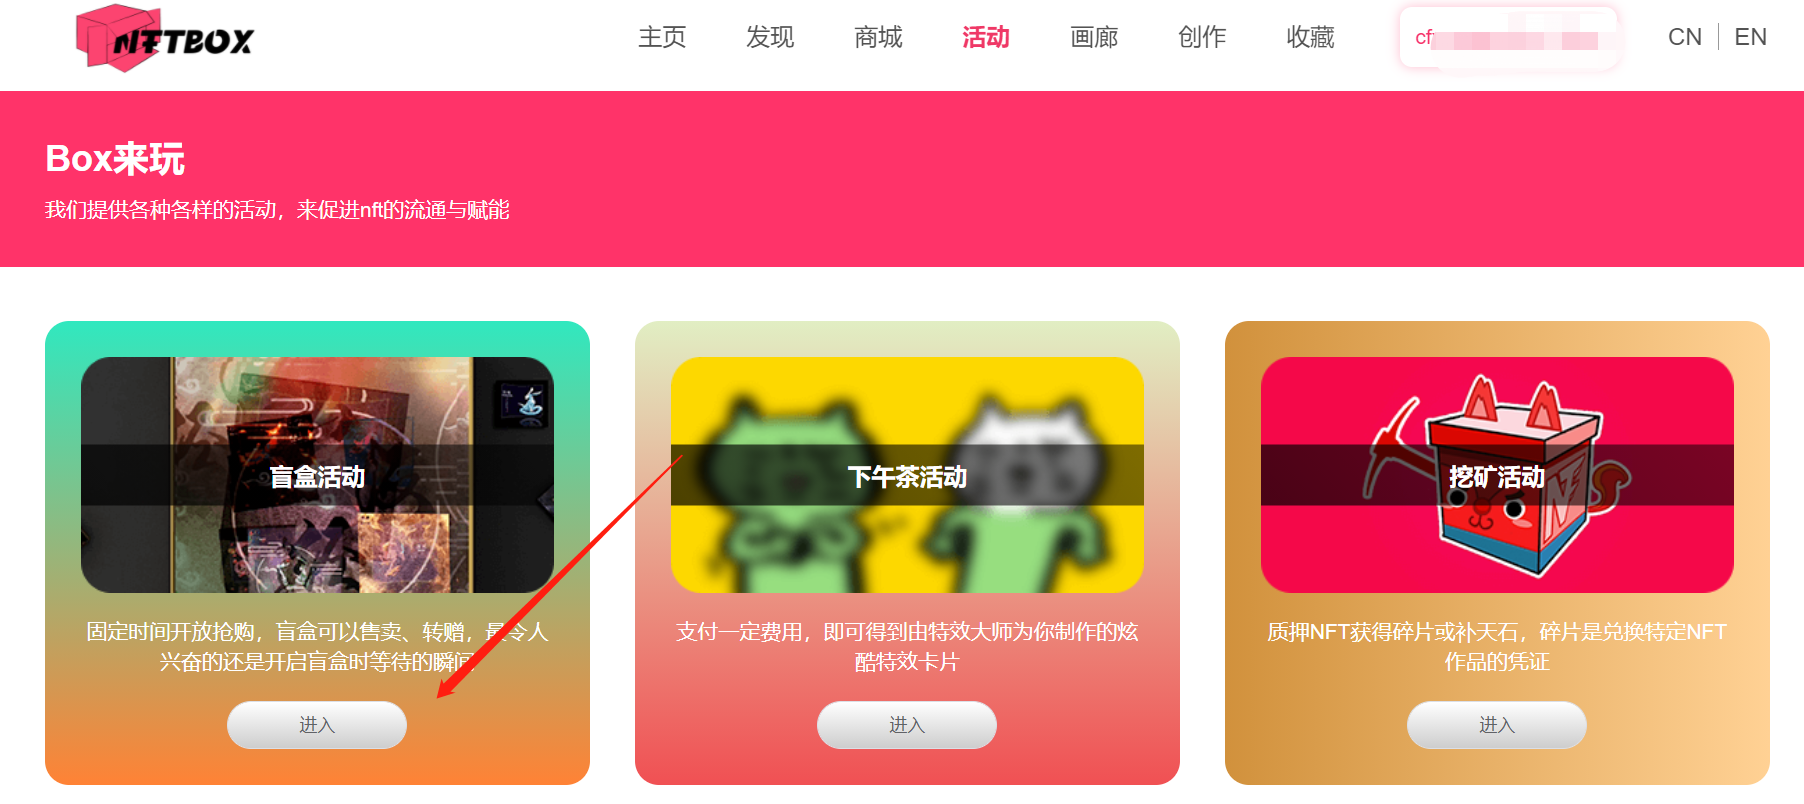 NFTBOX
主页
发现
商城
活动
画廊
创作
收藏
CN
EN
Box来玩
我们提供各种各样的活动，来促进nft的流通与赋能
盲盒活动
固定时间开放抢购，盲盒可以售卖、转赠，最令人
兴奋的还是开启盲盒时等待的瞬间
进入
下午茶活动
支付一定费用，即可得到由特效大师为你制作的炫
酷特效卡片
进入
挖矿活动
质押NFT获得碎片或补天石，碎片是兑换特定NFT
作品的凭证
进入